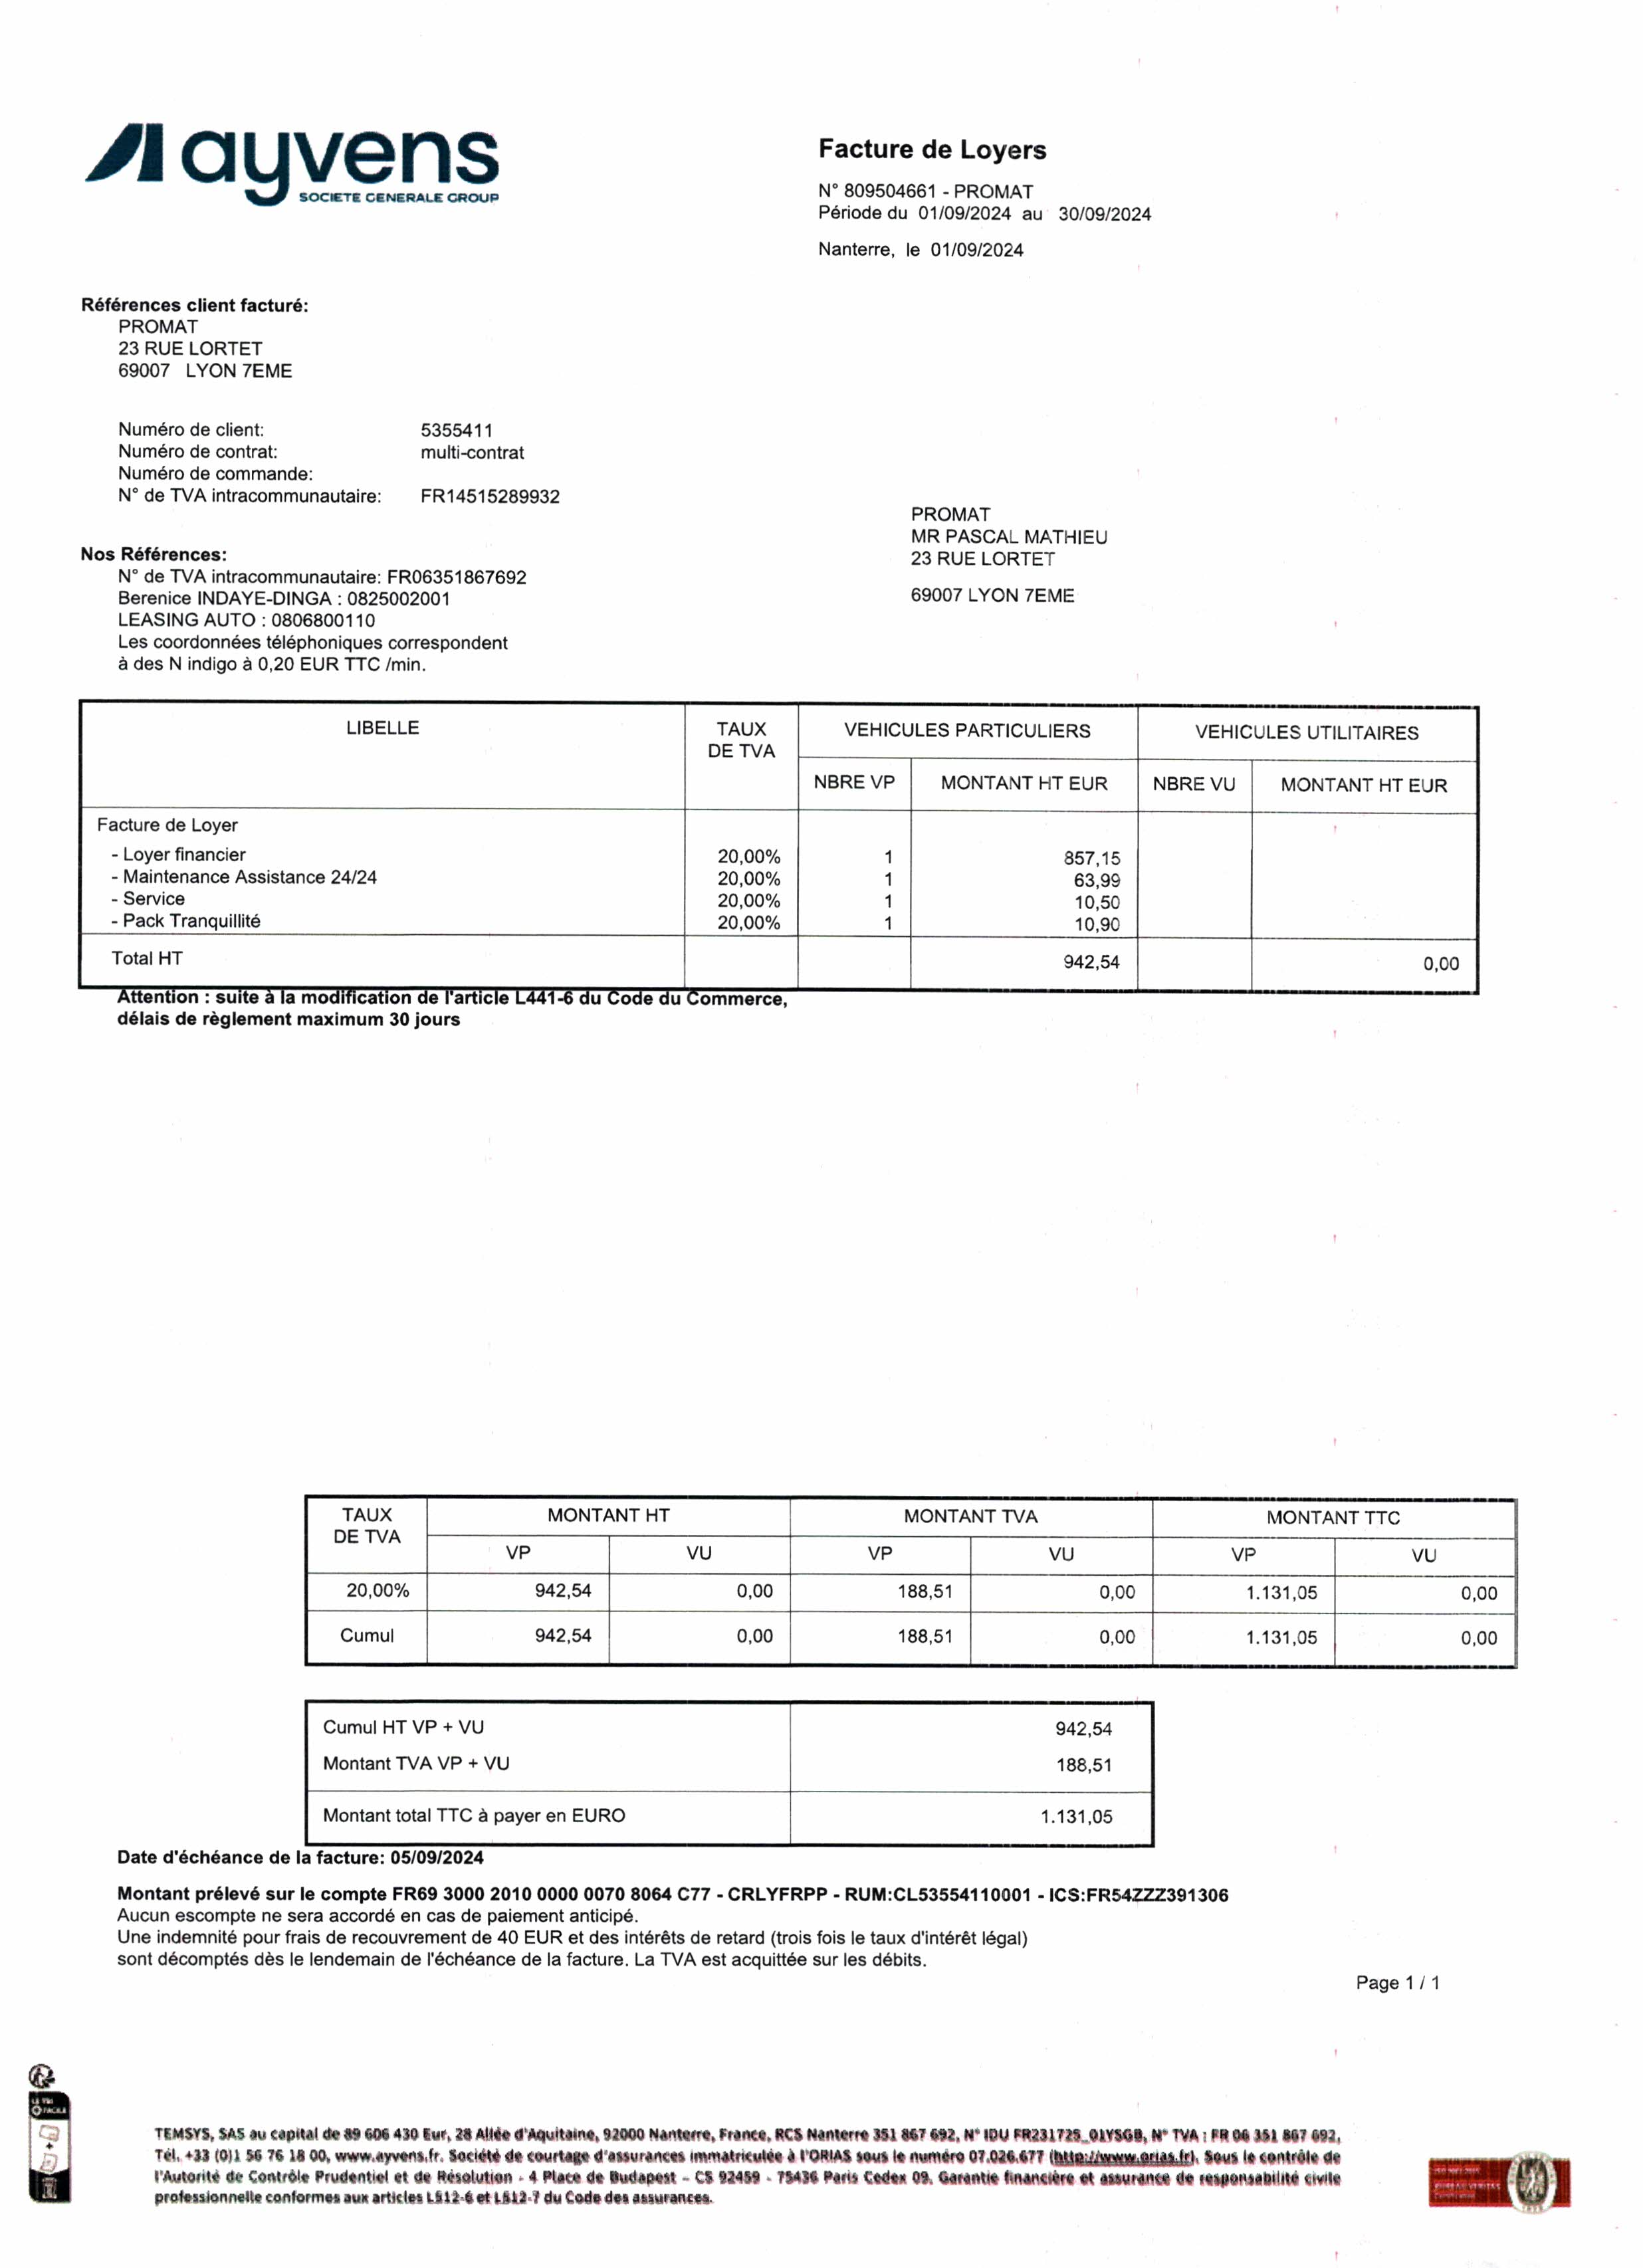 ayvens
SOCIETE GENERALE GROUP
Facture de Loyers
N° 809504661 - PROMAT
Période du 01/09/2024 au 30/09/2024
Nanterre, le 01/09/2024
Références client facturé:
PROMAT
23 RUE LORTET
69007 LYON 7EME
Numéro de client: 5355411
Numéro de contrat: multi-contrat
Numéro de commande:
N° de TVA intracommunautaire: FR14515289932
PROMAT
MR PASCAL MATHIEU
23 RUE LORTET
69007 LYON 7EME
Nos Références:
N° de TVA intracommunautaire: FR06351867692
Berenice INDAYE-DINGA : 0825002001
LEASING AUTO : 0806800110
Les coordonnées téléphoniques correspondent
à des N indigo à 0,20 EUR TTC /min.
LIBELLE TAUX DE TVA VEHICULES PARTICULIERS VEHICULES UTILITAIRES
NBRE VP MONTANT HT EUR NBRE VU MONTANT HT EUR
Facture de Loyer
- Loyer financier 20,00% 1 857,15
- Maintenance Assistance 24/24 20,00% 1 63,99
- Service 20,00% 1 10,50
- Pack Tranquillité 20,00% 1 10,90
Total HT 942,54 0,00
Attention : suite à la modification de l'article L441-6 du Code du Commerce,
délais de règlement maximum 30 jours
TAUX DE TVA MONTANT HT MONTANT TVA MONTANT TTC
VP VU VP VU VP VU
20,00% 942,54 0,00 188,51 0,00 1.131,05 0,00
Cumul 942,54 0,00 188,51 0,00 1.131,05 0,00
Cumul HT VP + VU 942,54
Montant TVA VP + VU 188,51
Montant total TTC à payer en EURO 1.131,05
Date d'échéance de la facture: 05/09/2024
Montant prélevé sur le compte FR69 3000 2010 0000 0070 8064 C77 - CRLYFRPP - RUM:CL53554110001 - ICS:FR54ZZZ391306
Aucun escompte ne sera accordé en cas de paiement anticipé.
Une indemnité pour frais de recouvrement de 40 EUR et des intérêts de retard (trois fois le taux d'intérêt légal)
sont décomptés dès le lendemain de l'échéance de la facture. La TVA est acquittée sur les débits.
Page 1 / 1
TEMSYS, SAS au capital de 89 606 430 Eur, 28 Allée d'Aquitaine, 92000 Nanterre, France, RCS Nanterre 351 867 692, N° IDU FR231725_01YSGB, N° TVA : FR 06 351 867 692,
Tél. +33 (0)1 56 76 18 00, www.ayvens.fr. Société de courtage d'assurances immatriculée à l'ORIAS sous le numéro 07.026.677 (http://www.orias.fr). Sous le contrôle de
l'Autorité de Contrôle Prudentiel et de Résolution - 4 Place de Budapest – CS 92459 - 75436 Paris Cedex 09. Garantie financière et assurance de responsabilité civile
professionnelle conformes aux articles L512-6 et L512-7 du Code des assurances.